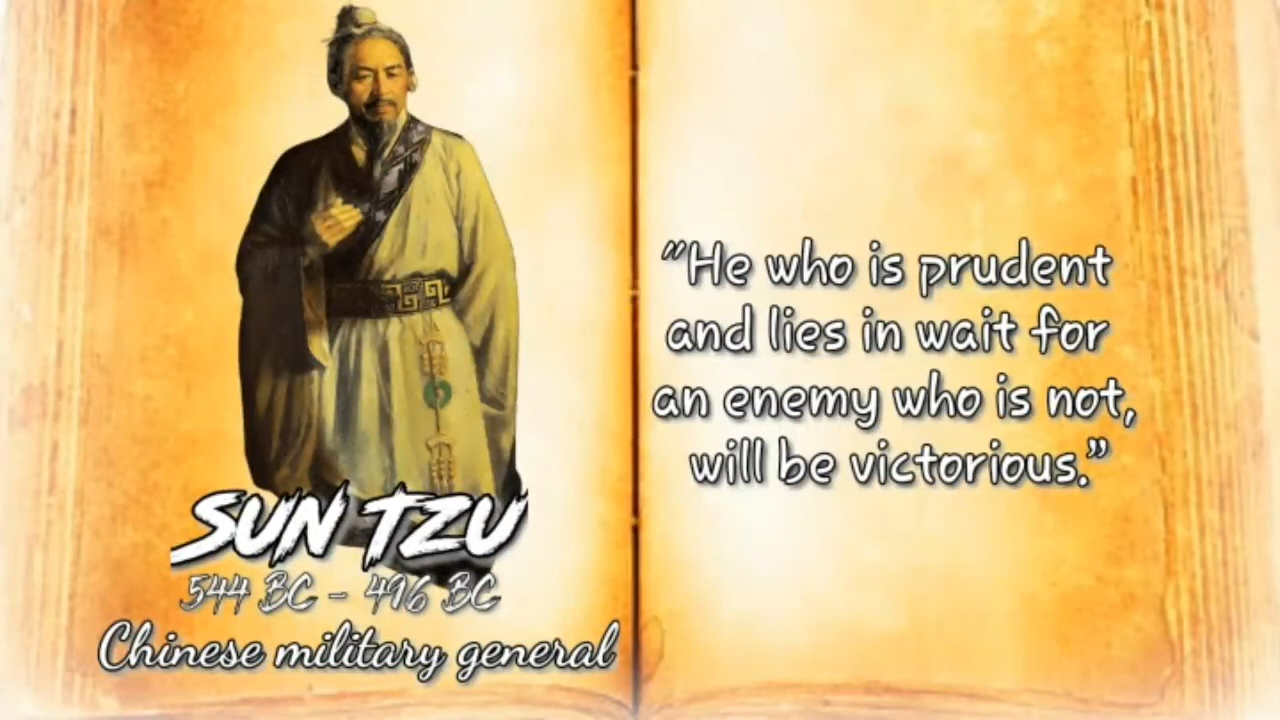 SUN TZU
544 BC - 496 BC
Chinese military general
“He who is prudent
and lies in wait for
an enemy who is not,
will be victorious.”